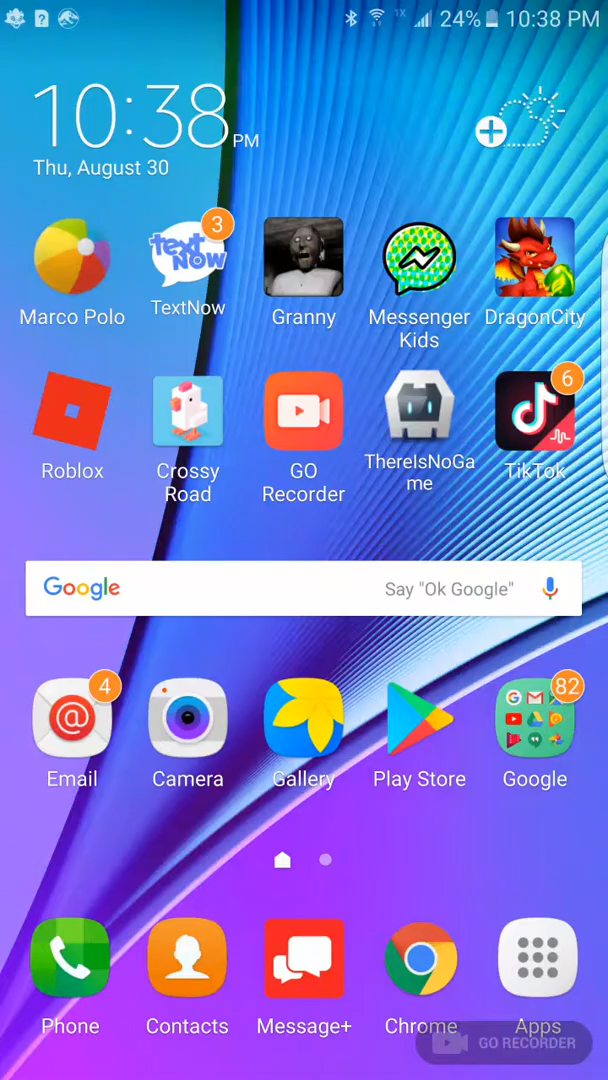 1X 24% 10:38 PM
10:38 PM
Thu, August 30
text
NOW
3
6
Marco Polo
TextNow
Granny
Messenger
Kids
DragonCity
Roblox
Crossy
Road
GO
Recorder
ThereIsNoGa
me
TikTok
Google Say "Ok Google"
4
82
Email
Camera
Gallery
Play Store
Google
Phone
Contacts
Message+
Chrome
Apps
GO RECORDER